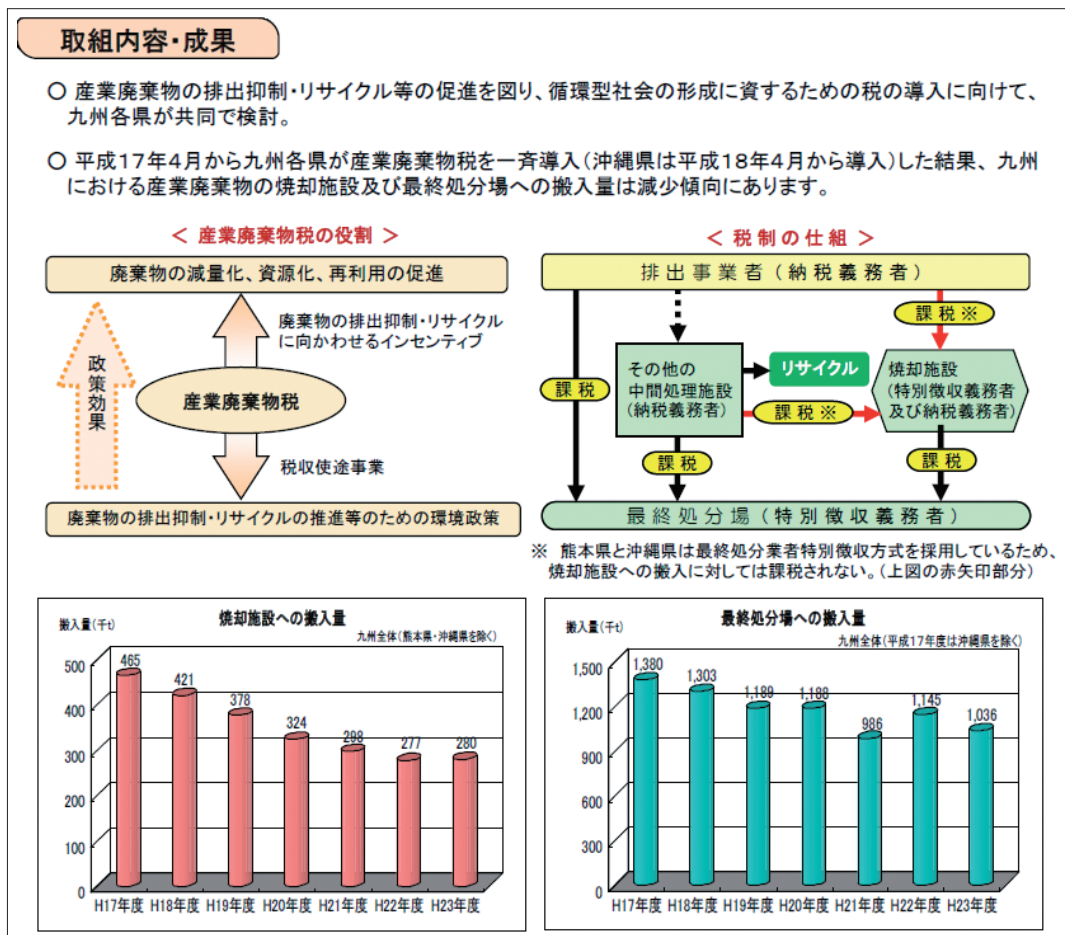 取組内容・成果
○ 産業廃棄物の排出抑制・リサイクル等の促進を図り、循環型社会の形成に資するための税の導入に向けて、
九州各県が共同で検討。
○ 平成17年4月から九州各県が産業廃棄物税を一斉導入(沖縄県は平成18年4月から導入)した結果、九州
における産業廃棄物の焼却施設及び最終処分場への搬入量は減少傾向にあります。
＜ 産業廃棄物税の役割 ＞
廃棄物の減量化、資源化、再利用の促進
廃棄物の排出抑制・リサイクル
に向かわせるインセンティブ
政策効果
産業廃棄物税
税収使途事業
廃棄物の排出抑制・リサイクルの推進等のための環境政策
＜ 税制の仕組 ＞
排出事業者(納税義務者)
課税※
その他の
中間処理施設
(納税義務者)
リサイクル
焼却施設
(特別徴収義務者
及び納税義務者)
課税
課税※
課税
課税
最終処分場(特別徴収義務者)
※ 熊本県と沖縄県は最終処分業者特別徴収方式を採用しているため、
焼却施設への搬入に対しては課税されない。(上図の赤矢印部分)
焼却施設への搬入量
搬入量(千t)
九州全体(熊本県・沖縄県を除く)
500
400
300
200
100
0
465
421
378
324
298
277
280
H17年度 H18年度 H19年度 H20年度 H21年度 H22年度 H23年度
最終処分場への搬入量
搬入量(千t)
九州全体(平成17年度は沖縄県を除く)
1,500
1,200
900
600
300
0
1,380
1,303
1,189
1,188
986
1,145
1,036
H17年度 H18年度 H19年度 H20年度 H21年度 H22年度 H23年度